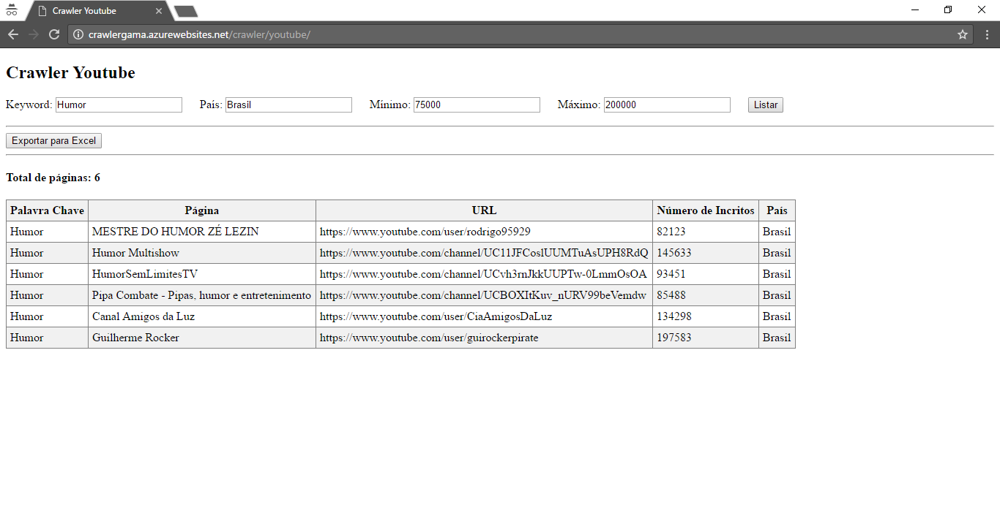 Crawler Youtube
crawlergama.azurewebsites.net/crawler/youtube/
Crawler Youtube
Keyword: Humor País: Brasil Mínimo: 75000 Máximo: 200000 Listar
Exportar para Excel
Total de páginas: 6
Palavra Chave Página URL Número de Incritos País
Humor MESTRE DO HUMOR ZÉ LEZIN https://www.youtube.com/user/rodrigo95929 82123 Brasil
Humor Humor Multishow https://www.youtube.com/channel/UC11JFCoslUUMTuAsUPH8RdQ 145633 Brasil
Humor HumorSemLimitesTV https://www.youtube.com/channel/UCvh3rnJkkUUPTw-0LmmOsOA 93451 Brasil
Humor Pipa Combate - Pipas, humor e entretenimento https://www.youtube.com/channel/UCBOXItKuv_nURV99beVemdw 85488 Brasil
Humor Canal Amigos da Luz https://www.youtube.com/user/CiaAmigosDaLuz 134298 Brasil
Humor Guilherme Rocker https://www.youtube.com/user/guirockerpirate 197583 Brasil